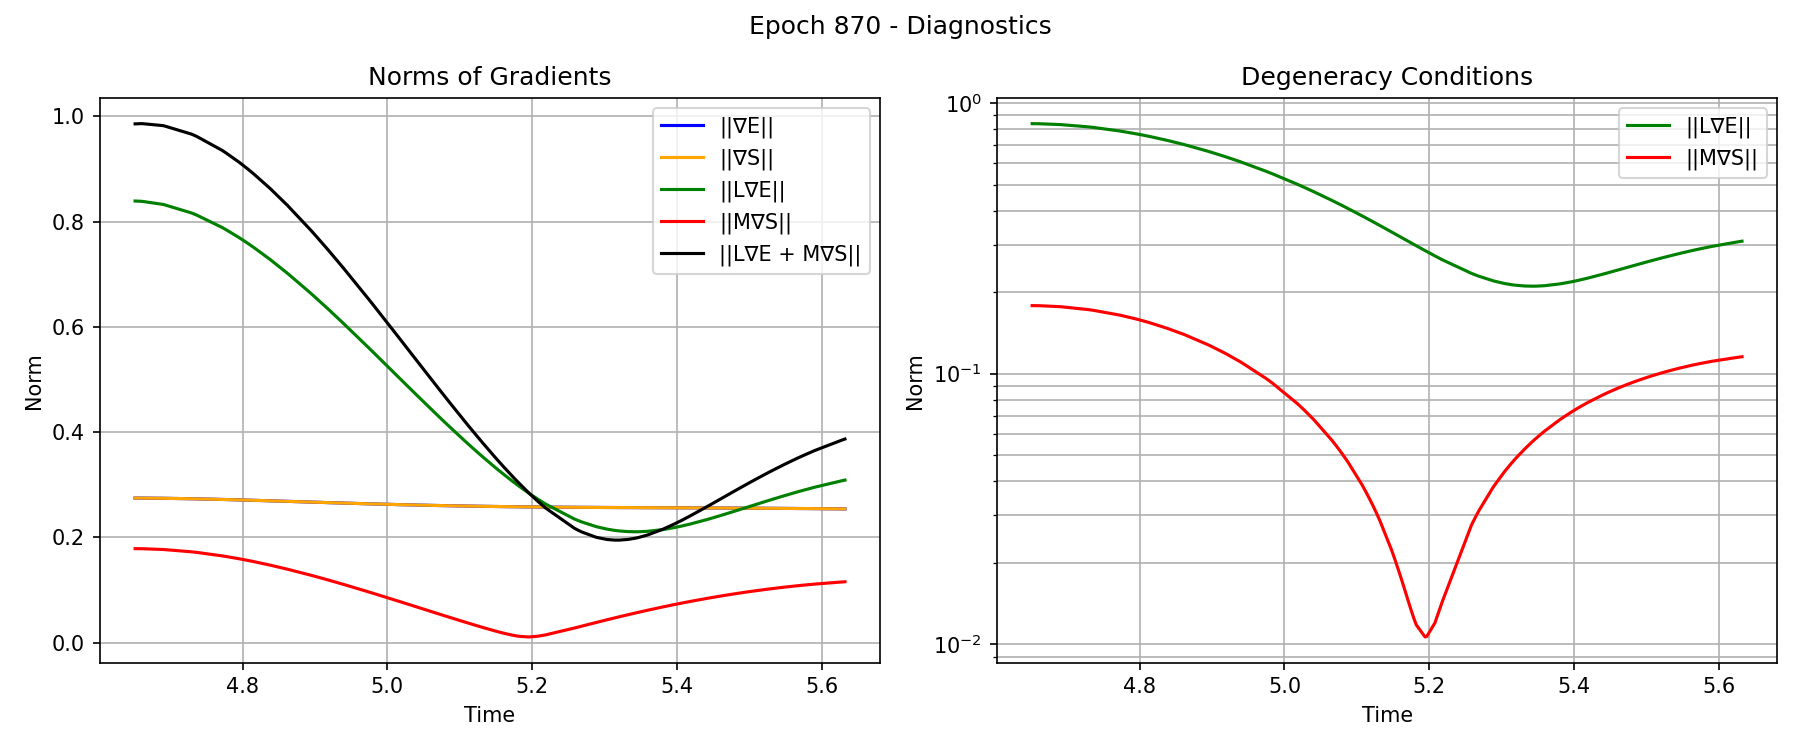 Epoch 870 - Diagnostics
Norms of Gradients
1.0
0.8
0.6
0.4
0.2
0.0
Norm
4.8 5.0 5.2 5.4 5.6
Time
||∇E||
||∇S||
||L∇E||
||M∇S||
||L∇E + M∇S||
Degeneracy Conditions
10⁰
10⁻¹
10⁻²
Norm
4.8 5.0 5.2 5.4 5.6
Time
||L∇E||
||M∇S||